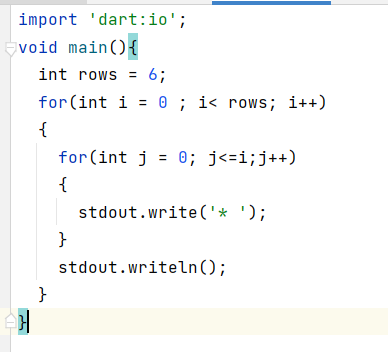 import 'dart:io';
void main(){
  int rows = 6;
  for(int i = 0 ; i< rows; i++)
  {
    for(int j = 0; j<=i;j++)
    {
      stdout.write('* ');
    }
    stdout.writeln();
  }
}